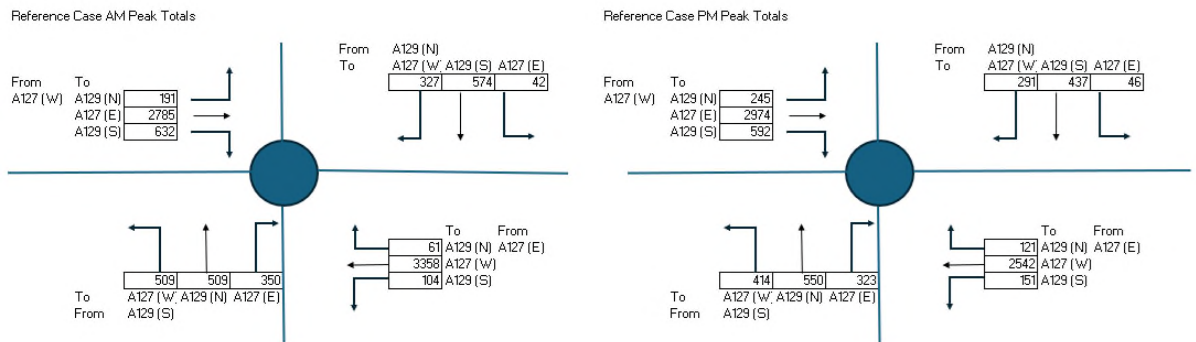 Reference Case AM Peak Totals
From A129 (N)
To A127 (W) A129 (S) A127 (E)
327 574 42
From To
A127 (W) A129 (N) 191
A127 (E) 2785
A129 (S) 632
To From
61 A129 (N) A127 (E)
3358 A127 (W)
104 A129 (S)
509 509 350
To A127 (W) A129 (N) A127 (E)
From A129 (S)
Reference Case PM Peak Totals
From A129 (N)
To A127 (W) A129 (S) A127 (E)
291 437 46
From To
A127 (W) A129 (N) 245
A127 (E) 2974
A129 (S) 592
To From
121 A129 (N) A127 (E)
2542 A127 (W)
151 A129 (S)
414 550 323
To A127 (W) A129 (N) A127 (E)
From A129 (S)